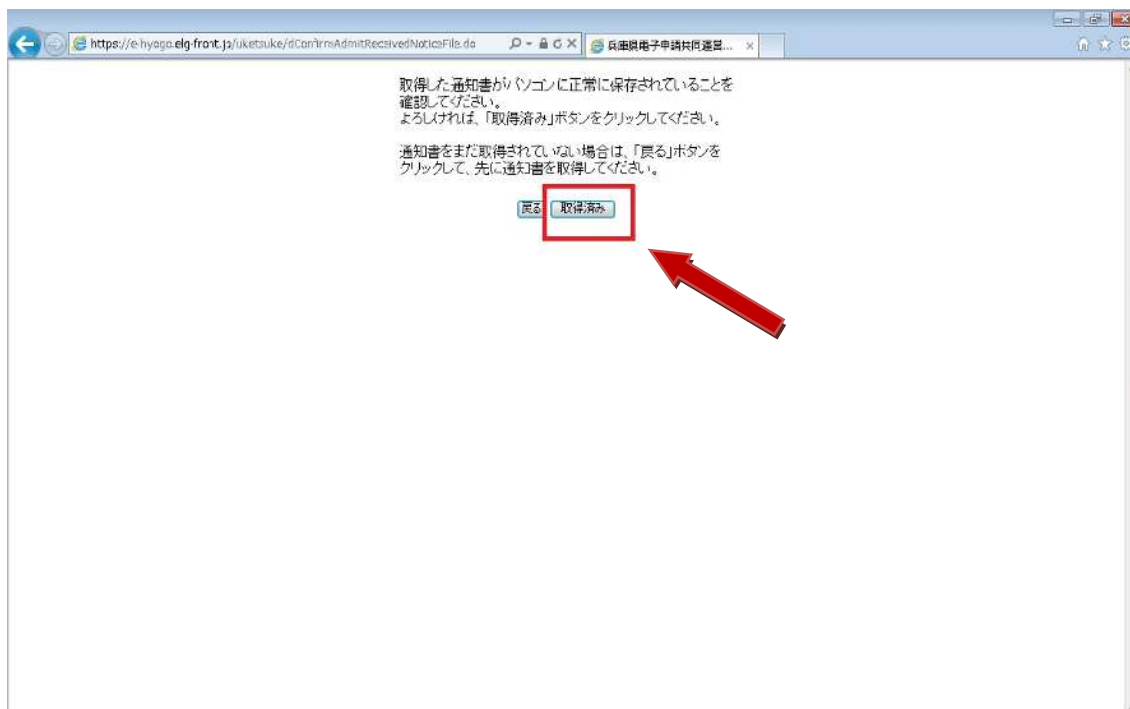 https://e-hyogo.elg-front.jp/uketsuke/dConfirmAdmitReceivedNoticeFile.do
兵庫県電子申請共同運営...
取得した通知書がパソコンに正常に保存されていることを
確認してください。
よろしければ、「取得済み」ボタンをクリックしてください。
通知書をまだ取得されていない場合は、「戻る」ボタンを
クリックして、先に通知書を取得してください。
戻る 取得済み